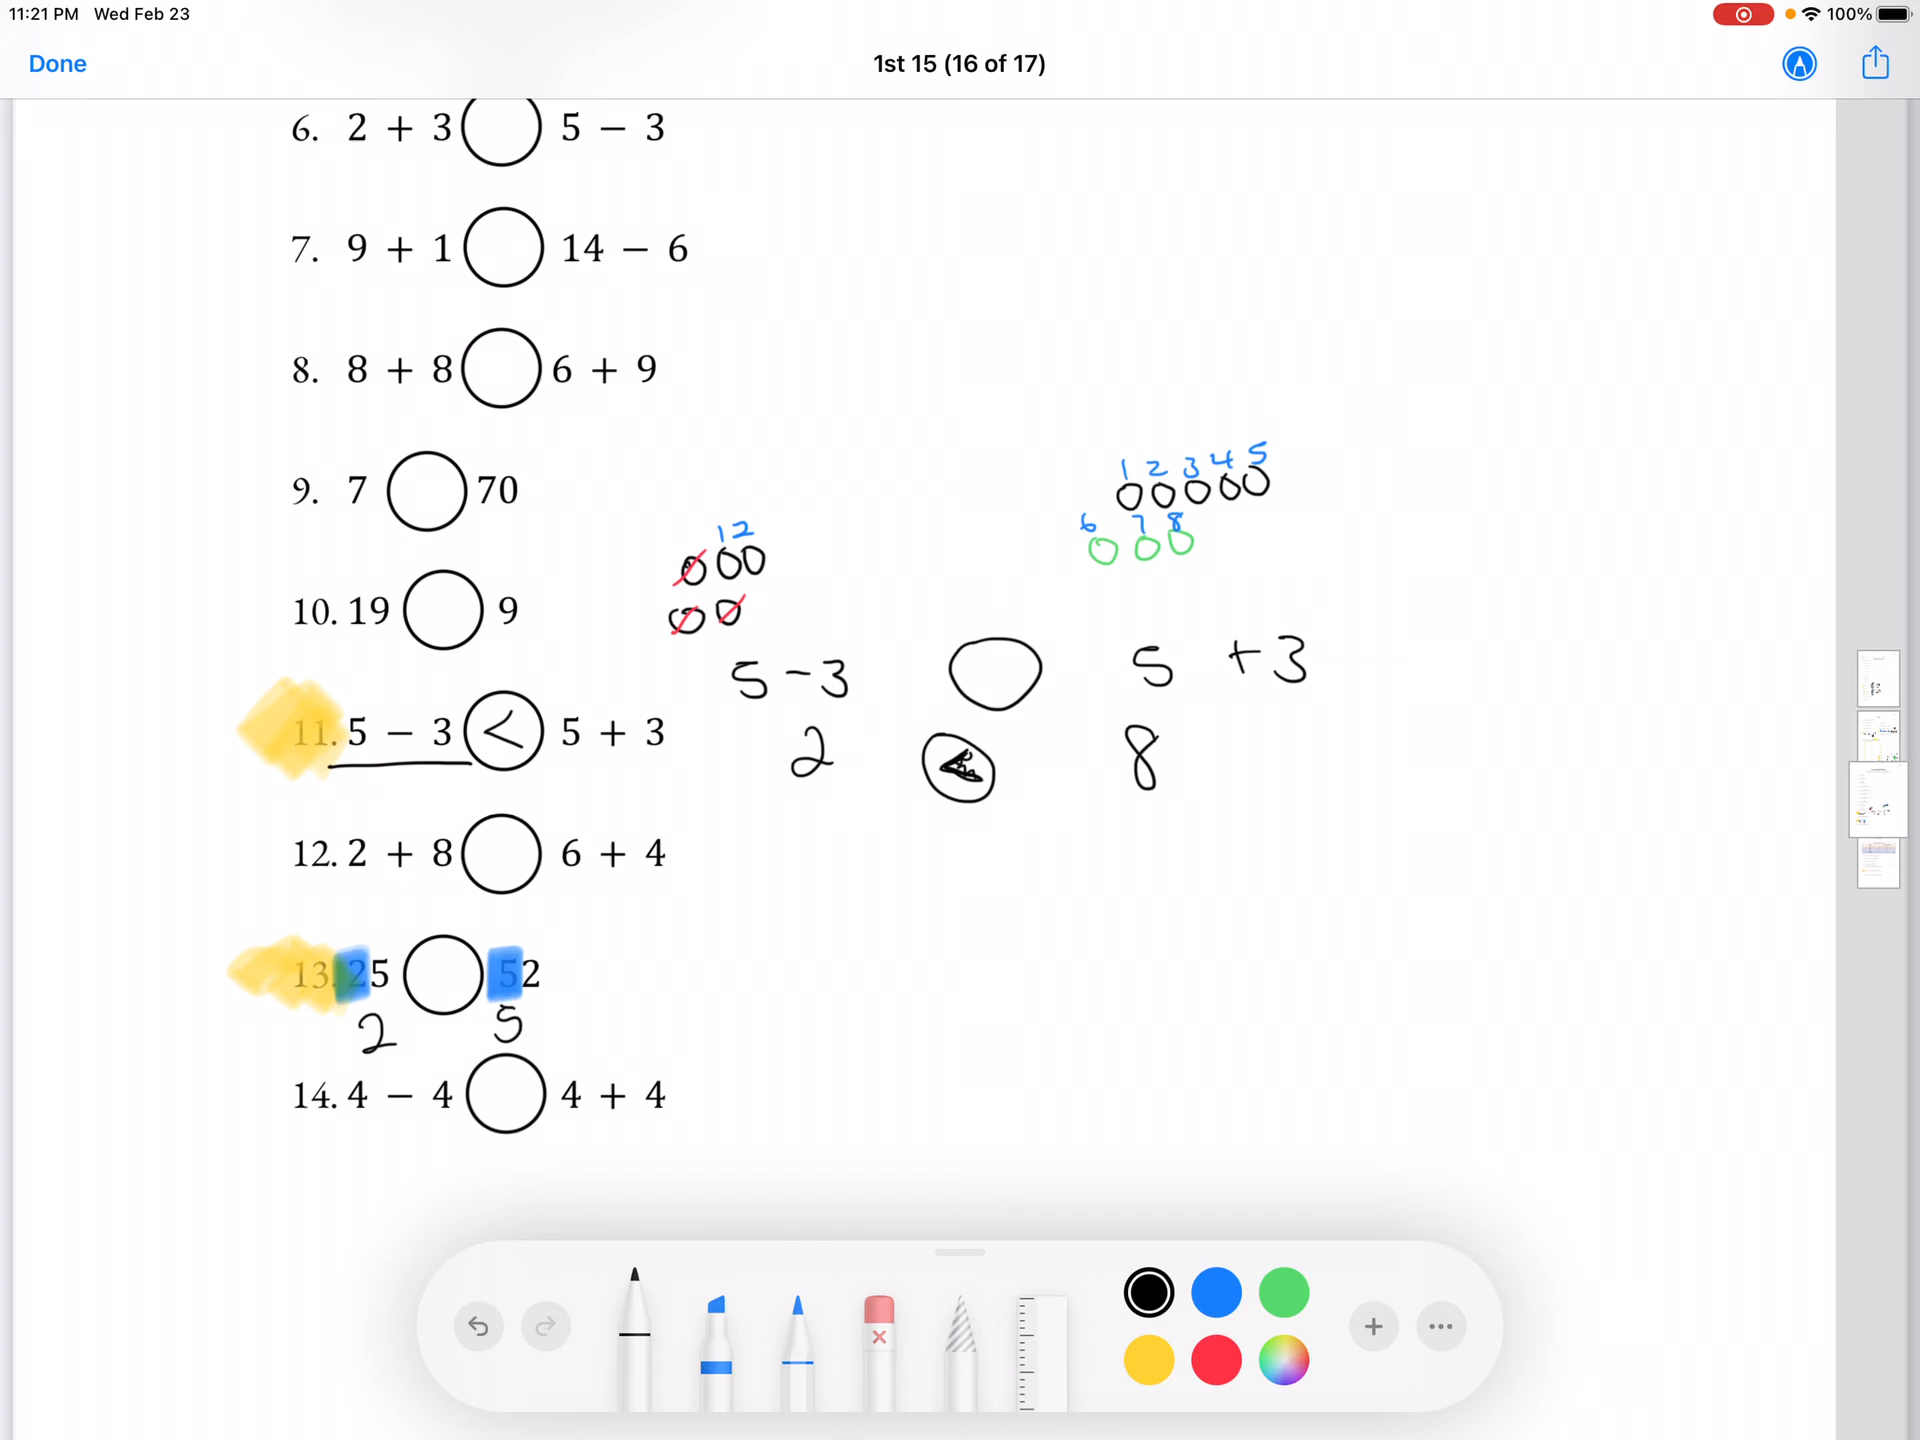 11:21 PM Wed Feb 23 100%
Done 1st 15 (16 of 17)
6. 2 + 3 5 − 3
7. 9 + 1 14 − 6
8. 8 + 8 6 + 9
1 2 3 4 5
9. 7 70
6 7 8
1 2
10. 19 9
5 - 3 5 + 3
11. 5 − 3 < 5 + 3
2 < 8
12. 2 + 8 6 + 4
13. 25 52
2 5
14. 4 − 4 4 + 4